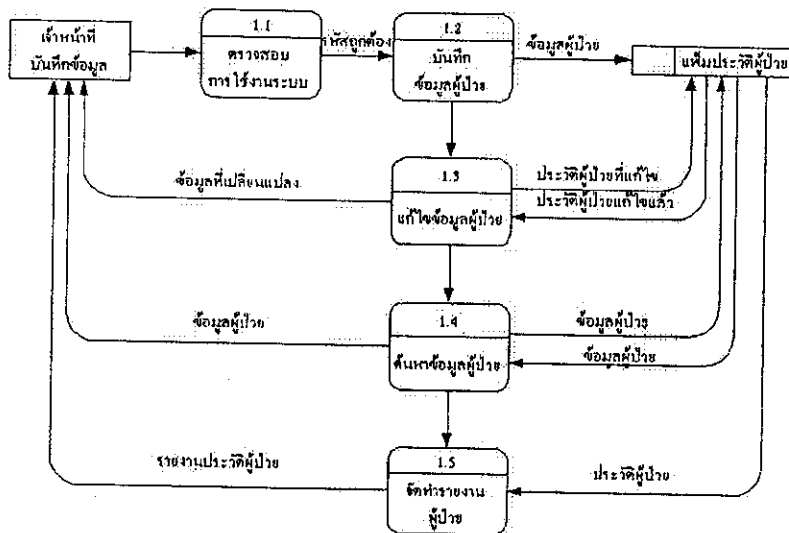 เจ้าหน้าที่
บันทึกข้อมูล
1.1
ตรวจสอบ
การใช้งานระบบ
รหัสถูกต้อง
1.2
บันทึก
ข้อมูลผู้ป่วย
ข้อมูลผู้ป่วย
แฟ้มประวัติผู้ป่วย
ข้อมูลที่เปลี่ยนแปลง
1.3
แก้ไขข้อมูลผู้ป่วย
ประวัติผู้ป่วยที่แก้ไข
ประวัติผู้ป่วยแก้ไขแล้ว
ข้อมูลผู้ป่วย
1.4
ค้นหาข้อมูลผู้ป่วย
ข้อมูลผู้ป่วย
ข้อมูลผู้ป่วย
รายงานประวัติผู้ป่วย
1.5
จัดทำรายงาน
ผู้ป่วย
ประวัติผู้ป่วย